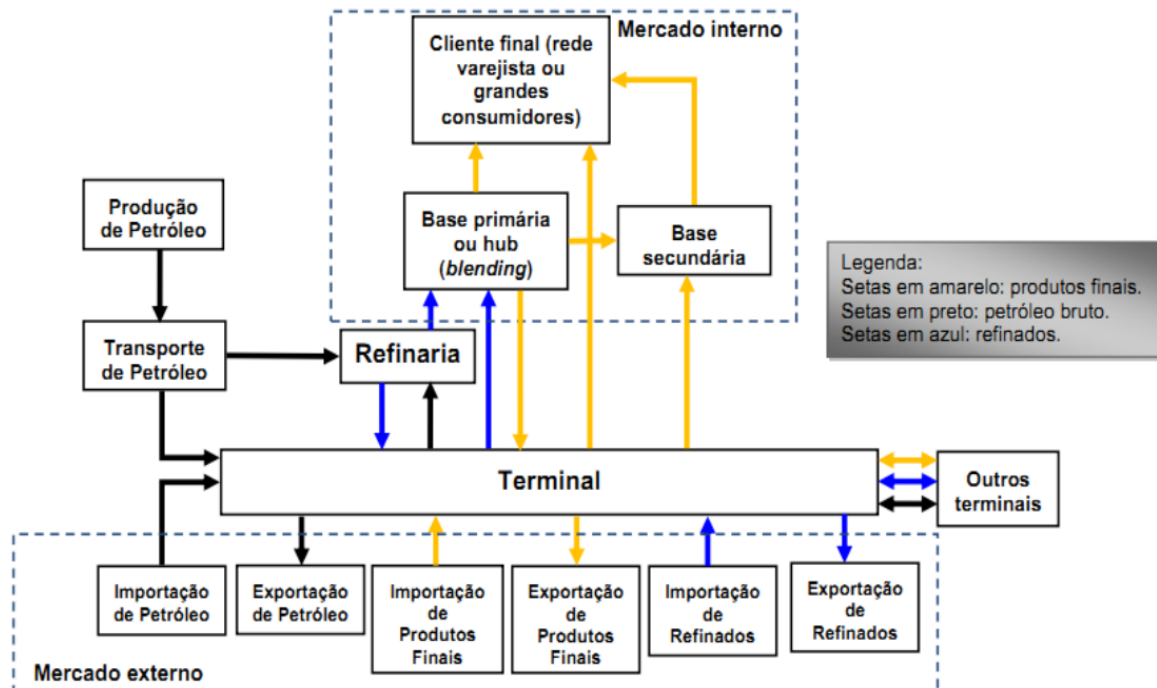 Mercado interno
Cliente final (rede
varejista ou
grandes
consumidores)
Produção
de Petróleo
Base primária
ou hub
(blending)
Base
secundária
Legenda:
Setas em amarelo: produtos finais.
Setas em preto: petróleo bruto.
Setas em azul: refinados.
Transporte
de Petróleo
Refinaria
Terminal
Outros
terminais
Importação
de Petróleo
Exportação
de Petróleo
Importação
de
Produtos
Finais
Exportação
de
Produtos
Finais
Importação
de
Refinados
Exportação
de
Refinados
Mercado externo